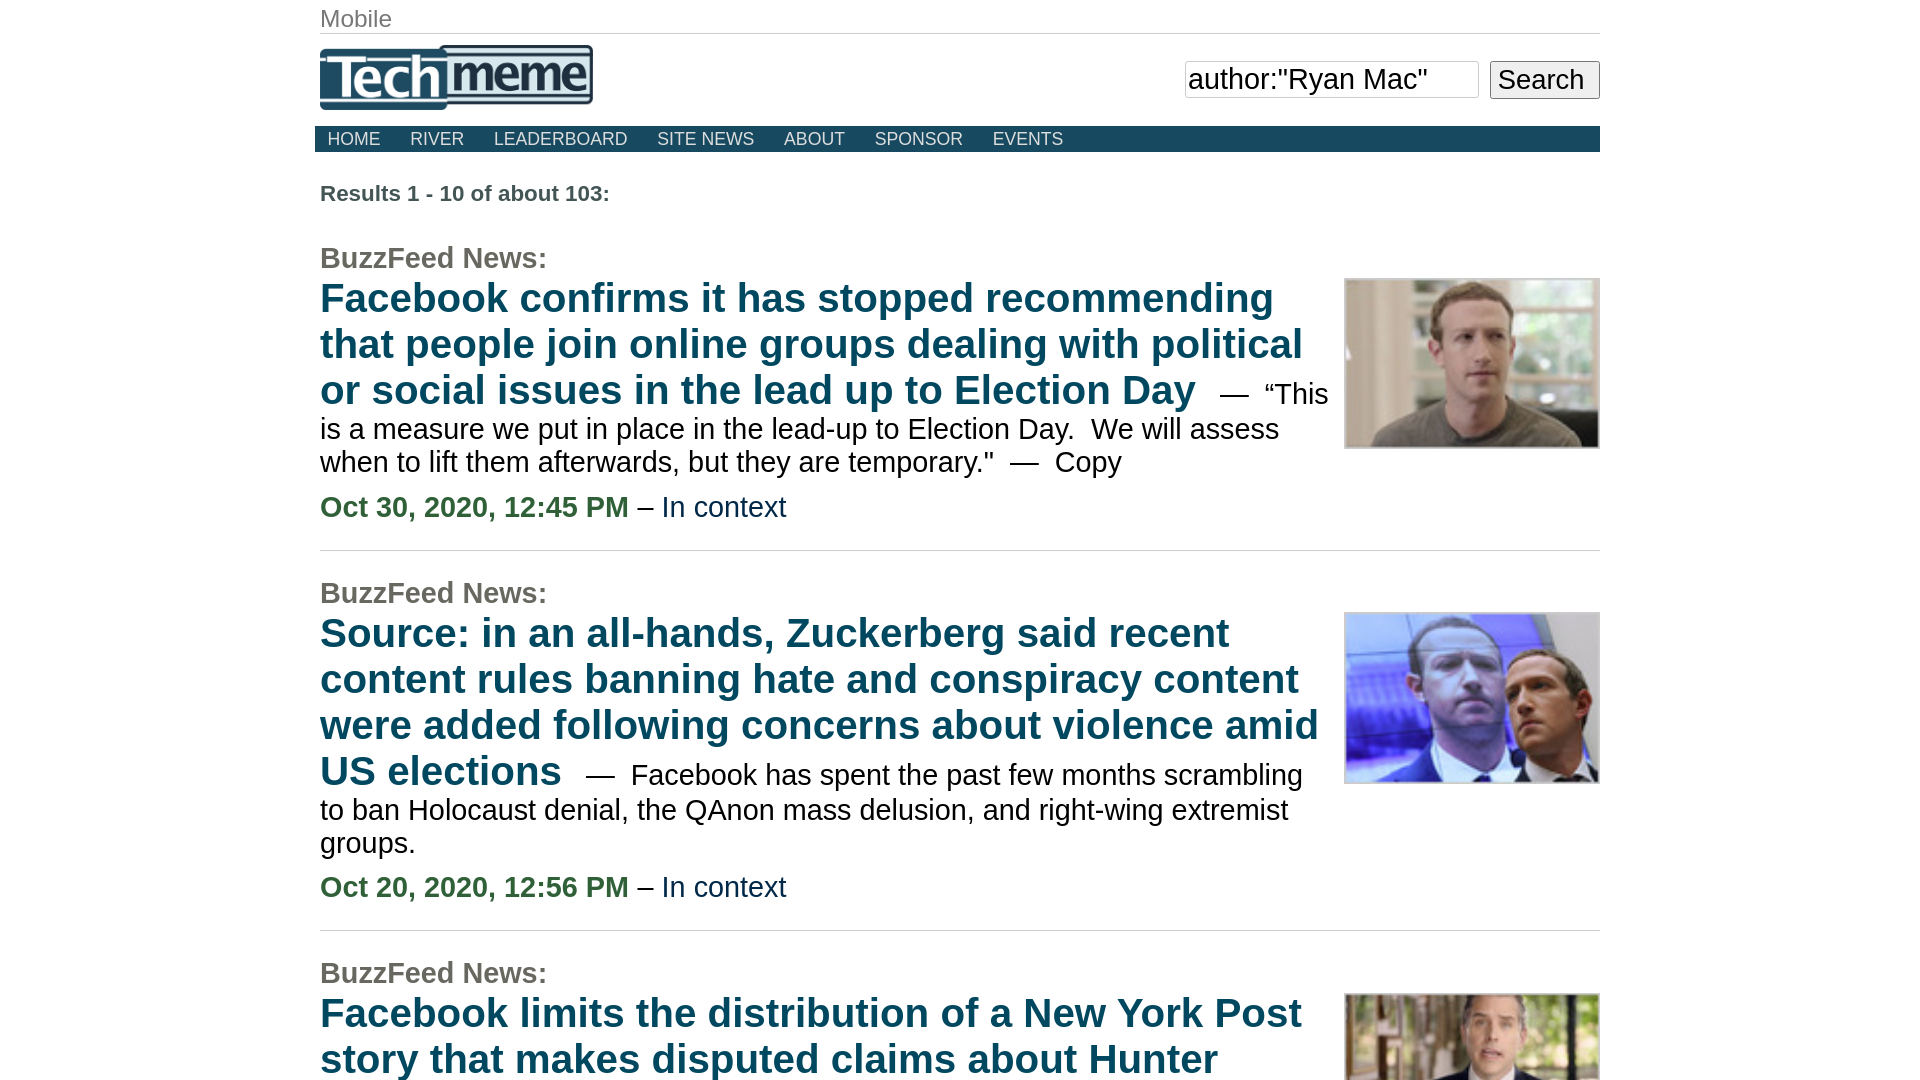 Mobile
Techmeme
author:"Ryan Mac"
Search
HOME RIVER LEADERBOARD SITE NEWS ABOUT SPONSOR EVENTS
Results 1 - 10 of about 103:
BuzzFeed News:
Facebook confirms it has stopped recommending
that people join online groups dealing with political
or social issues in the lead up to Election Day — “This
is a measure we put in place in the lead-up to Election Day. We will assess
when to lift them afterwards, but they are temporary." — Copy
Oct 30, 2020, 12:45 PM – In context
BuzzFeed News:
Source: in an all-hands, Zuckerberg said recent
content rules banning hate and conspiracy content
were added following concerns about violence amid
US elections — Facebook has spent the past few months scrambling
to ban Holocaust denial, the QAnon mass delusion, and right-wing extremist
groups.
Oct 20, 2020, 12:56 PM – In context
BuzzFeed News:
Facebook limits the distribution of a New York Post
story that makes disputed claims about Hunter